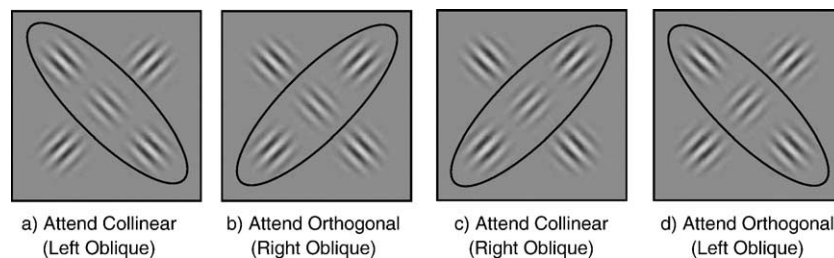 a) Attend Collinear
(Left Oblique)
b) Attend Orthogonal
(Right Oblique)
c) Attend Collinear
(Right Oblique)
d) Attend Orthogonal
(Left Oblique)